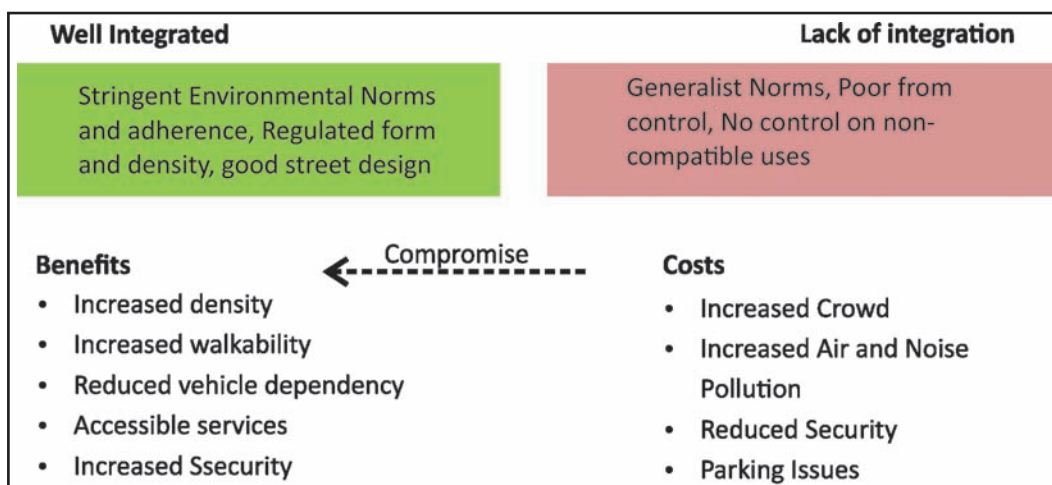 Well Integrated
Lack of integration
Stringent Environmental Norms
and adherence, Regulated form
and density, good street design
Generalist Norms, Poor from
control, No control on non-
compatible uses
Compromise
Benefits
• Increased density
• Increased walkability
• Reduced vehicle dependency
• Accessible services
• Increased Ssecurity
Costs
• Increased Crowd
• Increased Air and Noise
Pollution
• Reduced Security
• Parking Issues